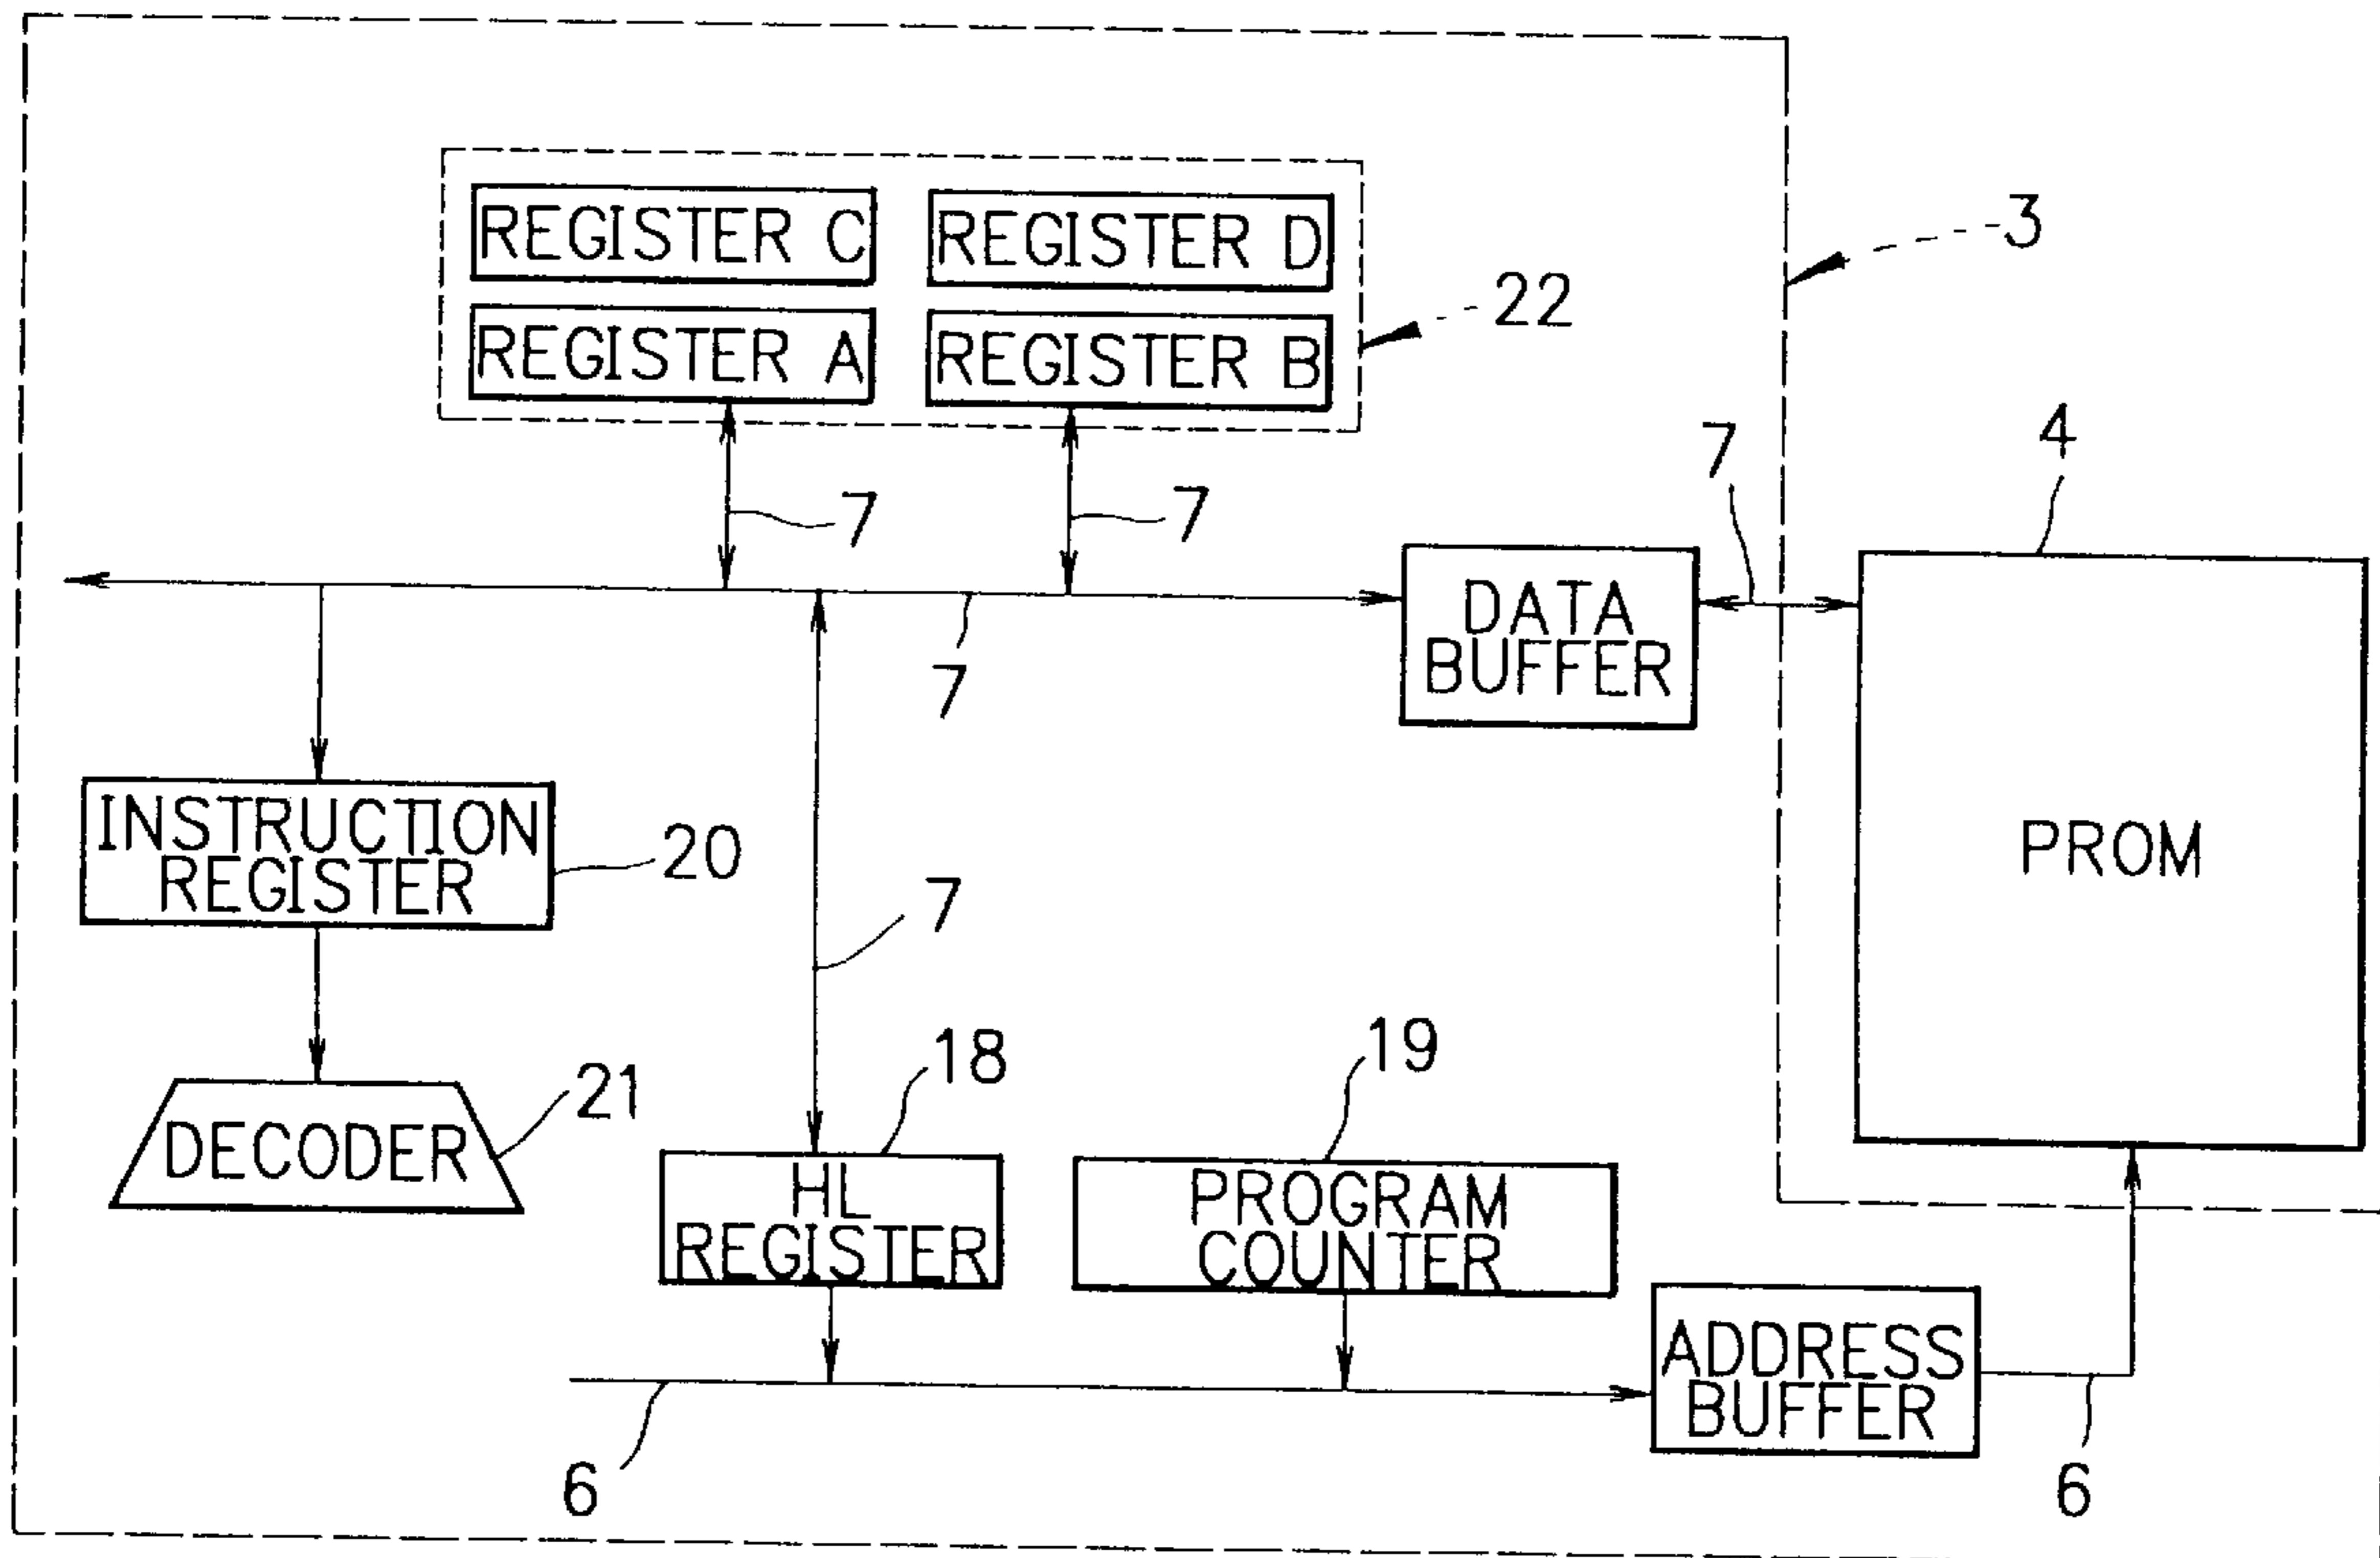 3
REGISTER C
REGISTER D
22
REGISTER A
REGISTER B
4
7
7
7
DATA
BUFFER
7
PROM
INSTRUCTION
REGISTER
20
7
18
19
21
DECODER
HL
REGISTER
PROGRAM
COUNTER
ADDRESS
BUFFER
6
6